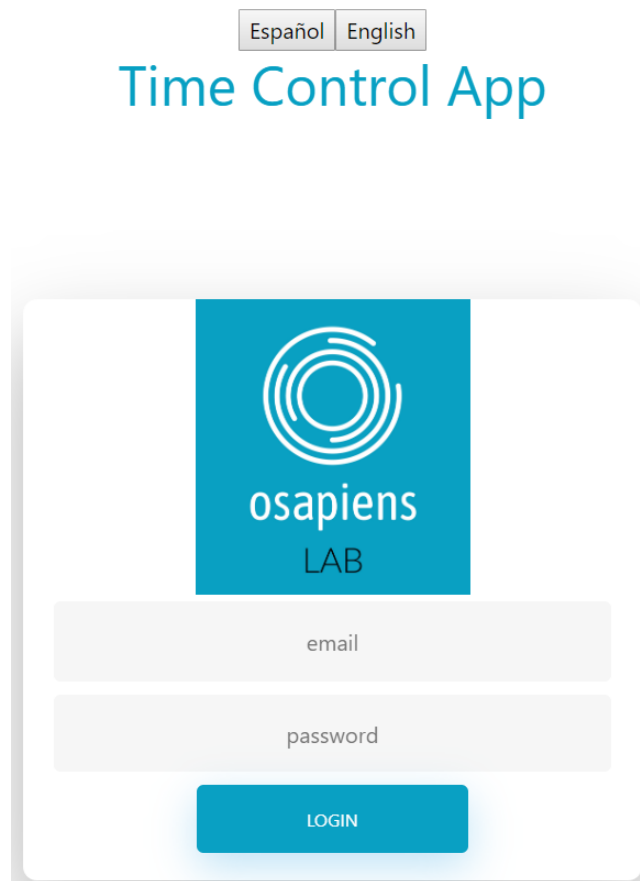 Español English
Time Control App
osapiens
LAB
email
password
LOGIN